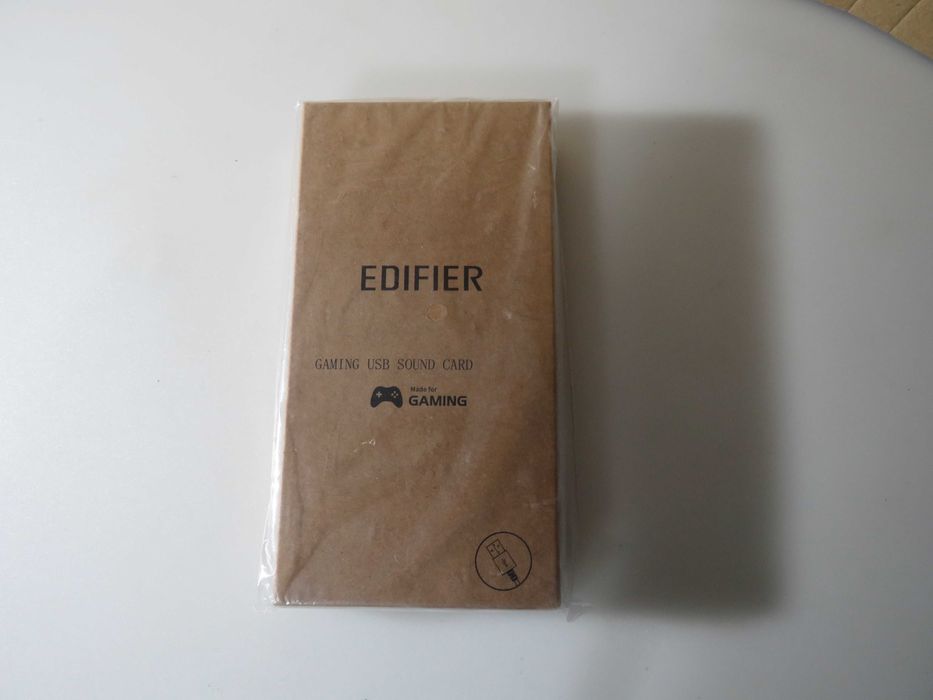 EDIFIER
GAMING USB SOUND CARD
Made for
GAMING